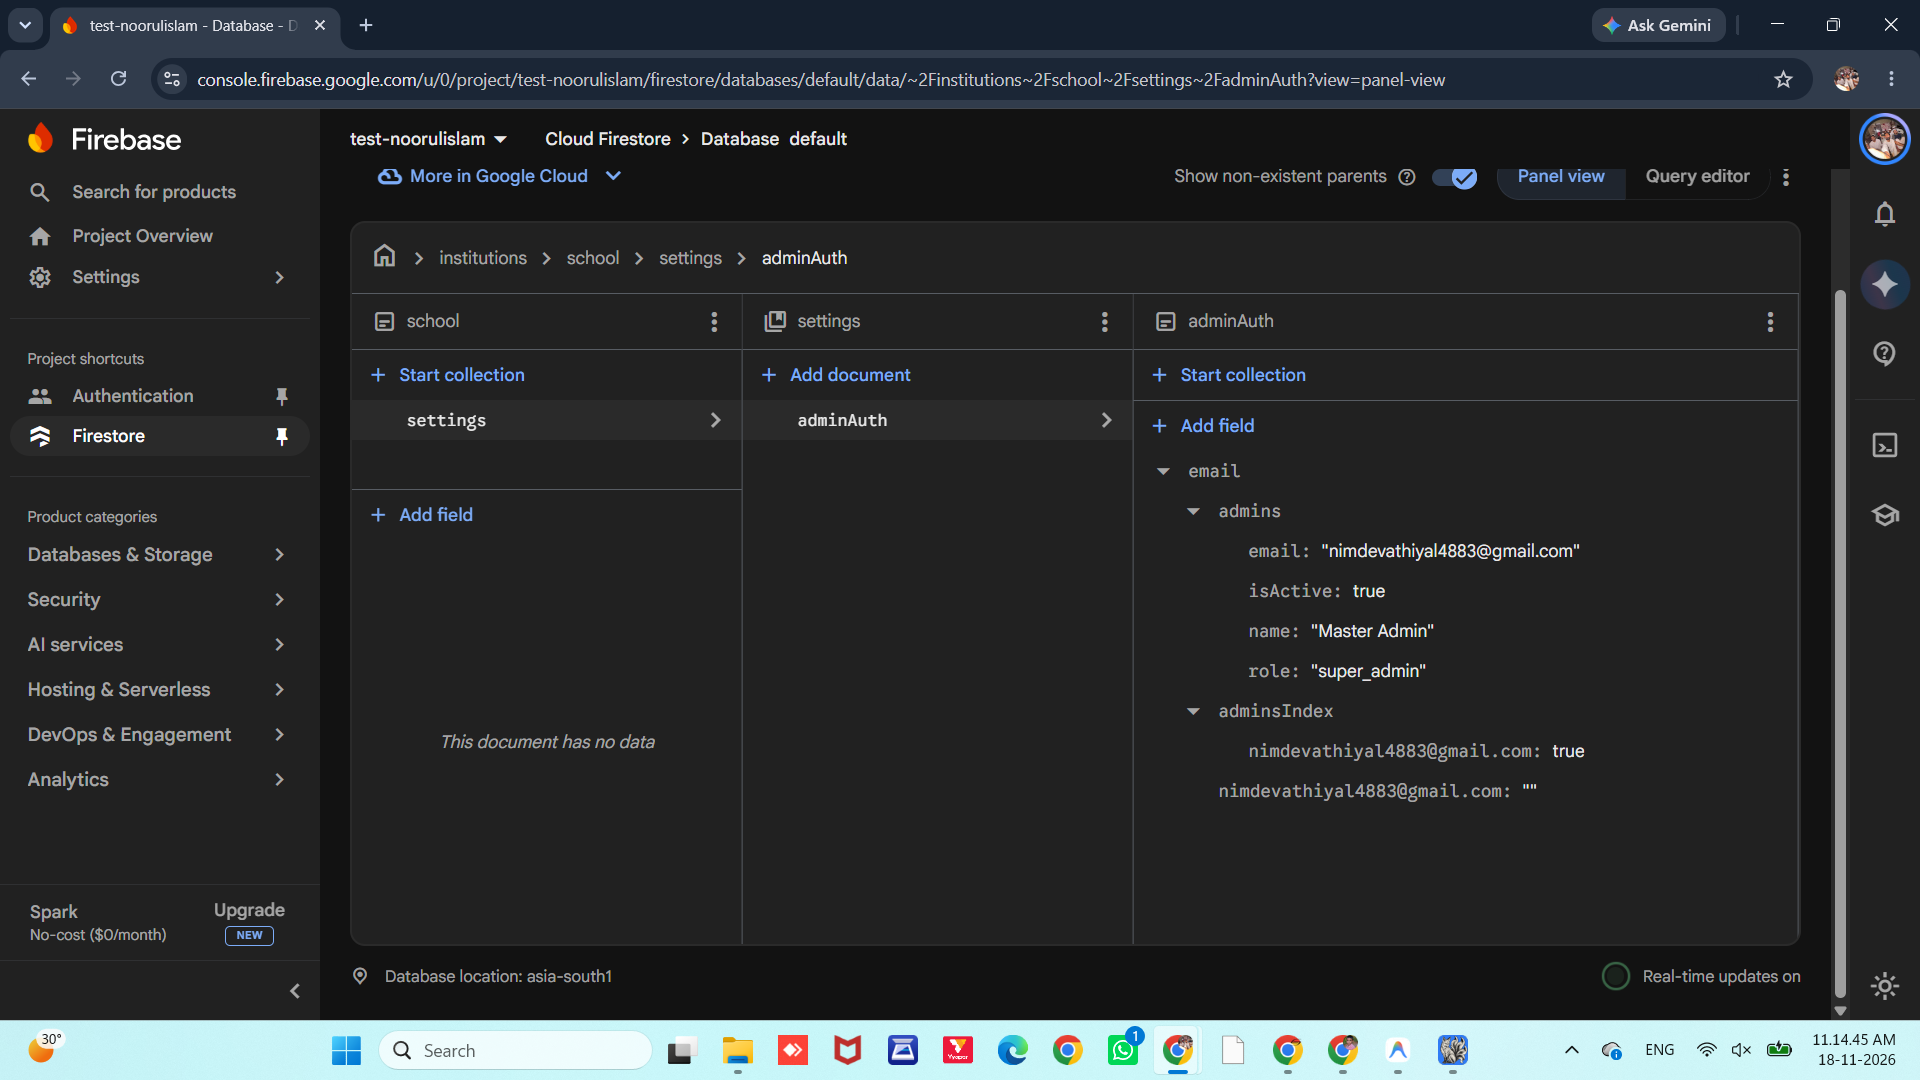 test-noorulislam - Database - D
Ask Gemini
console.firebase.google.com/u/0/project/test-noorulislam/firestore/databases/default/data/~2Finstitutions~2Fschool~2Fsettings~2FadminAuth?view=panel-view
Firebase
Search for products
Project Overview
Settings
Project shortcuts
Authentication
Firestore
Product categories
Databases & Storage
Security
AI services
Hosting & Serverless
DevOps & Engagement
Analytics
Spark
No-cost ($0/month)
Upgrade
NEW
test-noorulislam
Cloud Firestore > Database default
More in Google Cloud
Show non-existent parents
Panel view
Query editor
institutions > school > settings > adminAuth
school
+ Start collection
settings
+ Add field
This document has no data
settings
+ Add document
adminAuth
adminAuth
+ Start collection
+ Add field
email
admins
email: "nimdevathiyal4883@gmail.com"
isActive: true
name: "Master Admin"
role: "super_admin"
adminsIndex
nimdevathiyal4883@gmail.com: true
nimdevathiyal4883@gmail.com: ""
Database location: asia-south1
Real-time updates on
30°
Search
Vyapar
1
ENG
11.14.45 AM
18-11-2026